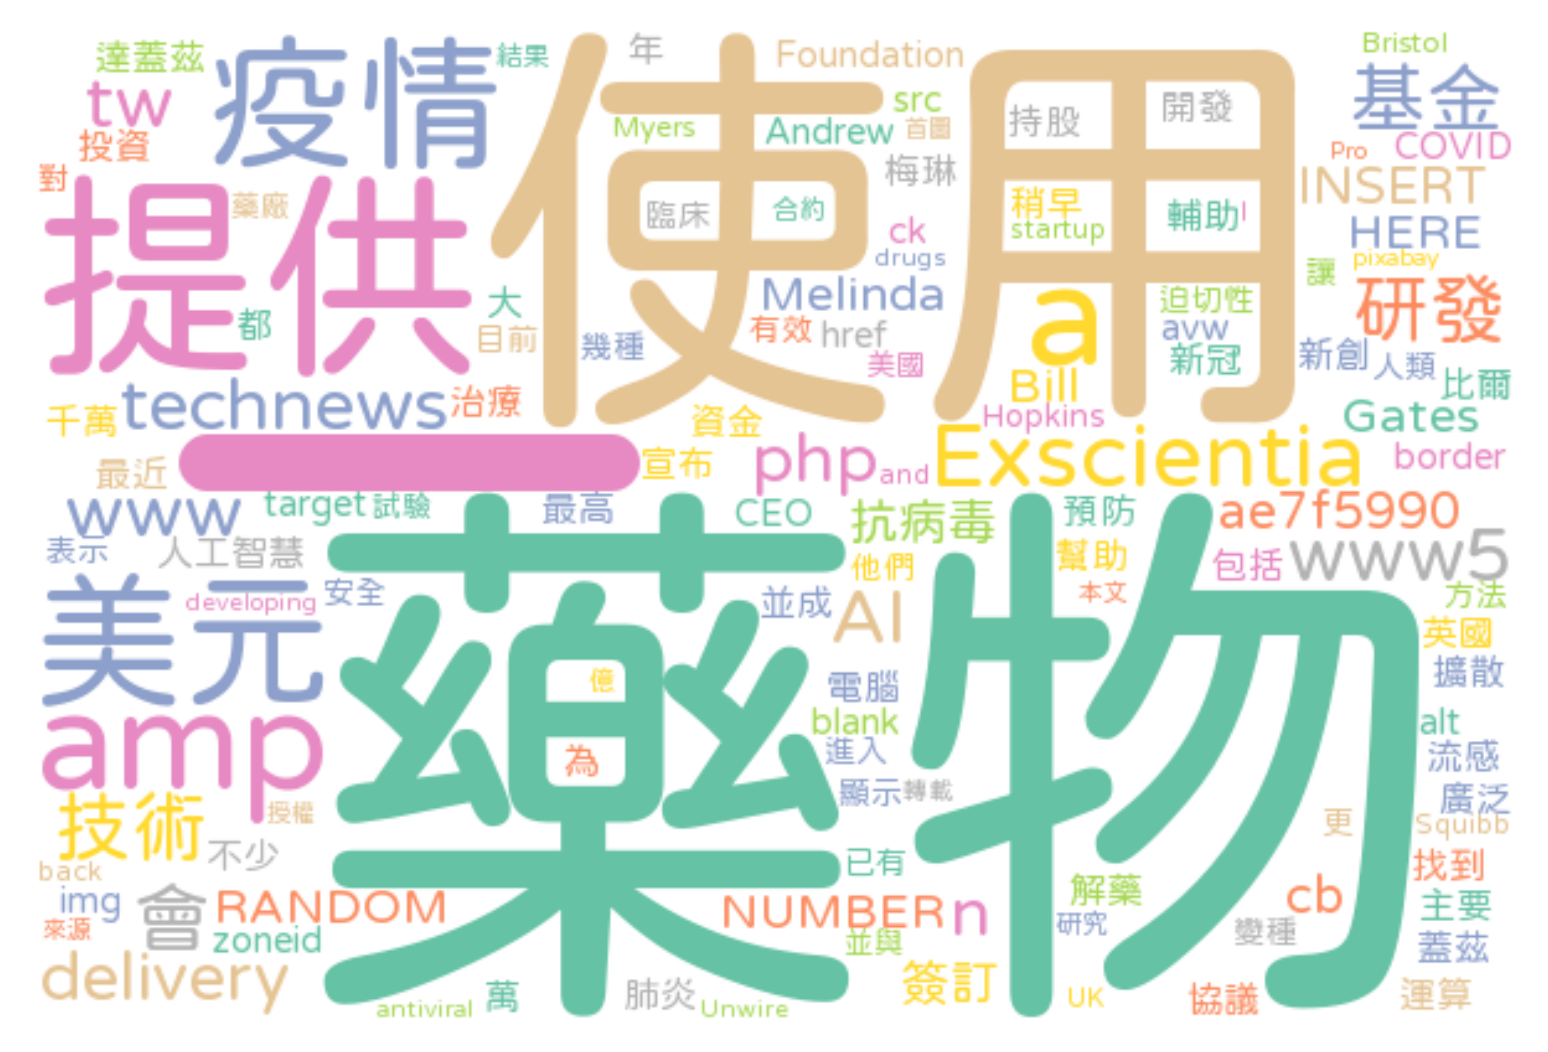 達蓋茲
疫情
結果
使用
年
Foundation
Bristol
tw
src
持股
開發
基金
投資
Myers
Andrew
首圖
Pro
COVID
對
提供
藥廠
梅琳
INSERT
臨床
合約
稍早
輔助
l
HERE
ck
startup
drugs
讓
pixabay
都
大
Melinda
a
迫切性
研發
目前
幾種
有效
href
avw
美國
新冠
新創
人類
technews
治療
Bill
比爾
千萬
資金
Hopkins
Gates
最近
一
宣布
php
and
Exscientia
border
www
target
試驗
最高
CEO
抗病毒
預防
ae7f5990
表示
人工智慧
藥物
他們
幫助
包括
www5
美元
developing
安全
並成
AI
本文
方法
英國
億
電腦
擴散
amp
為
blank
alt
進入
流感
技術
授權
顯示
轉載
廣泛
不少
更
Squibb
back
已有
找到
img
會
RANDOM
NUMBER
n
解藥
cb
主要
來源
zoneid
並與
研究
變種
蓋茲
delivery
antiviral
萬
肺炎
Unwire
簽訂
UK
協議
運算